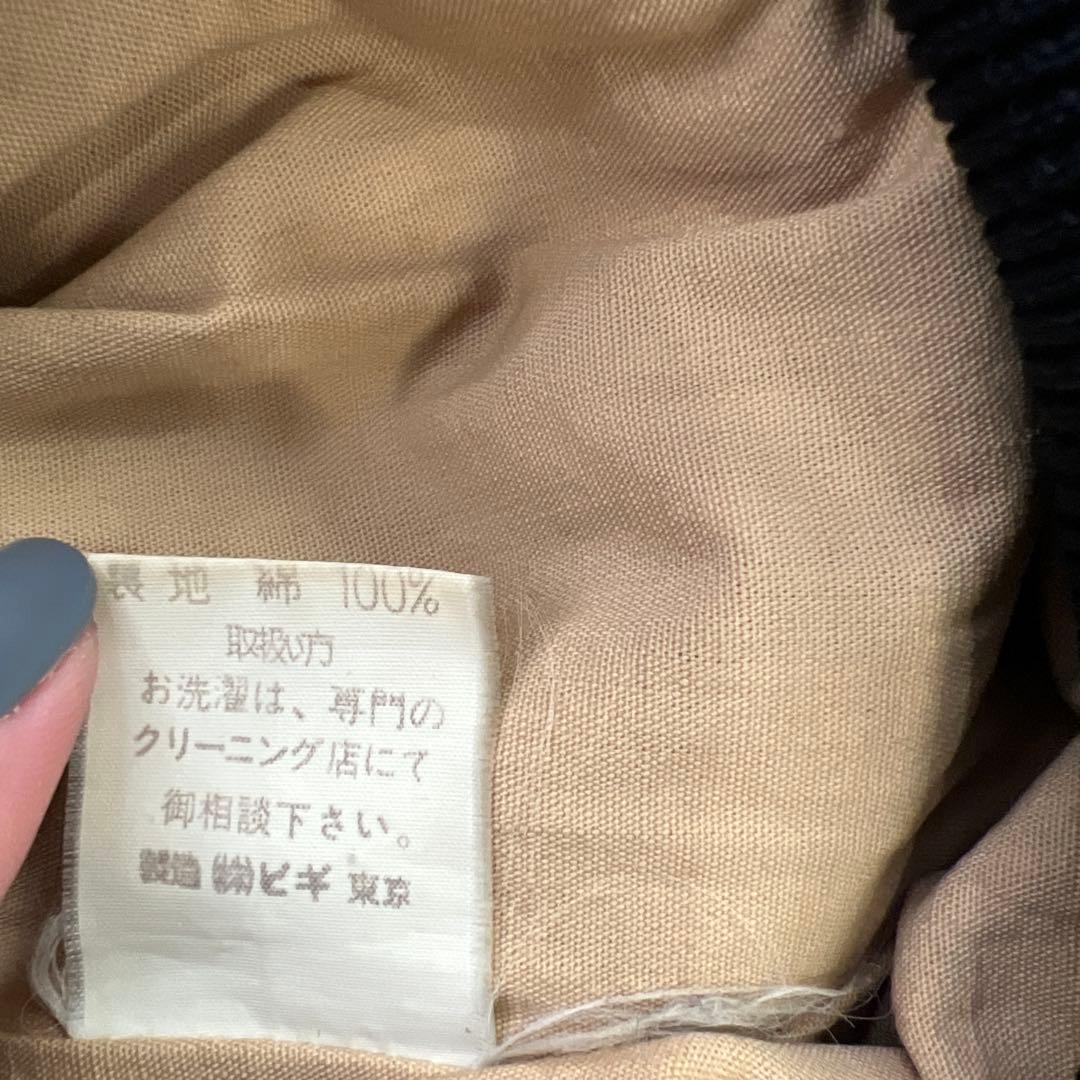 裏地 綿 100%
取扱い方
お洗濯は、専門の
クリーニング店にて
御相談下さい。
製造 ㈱ビギ 東京